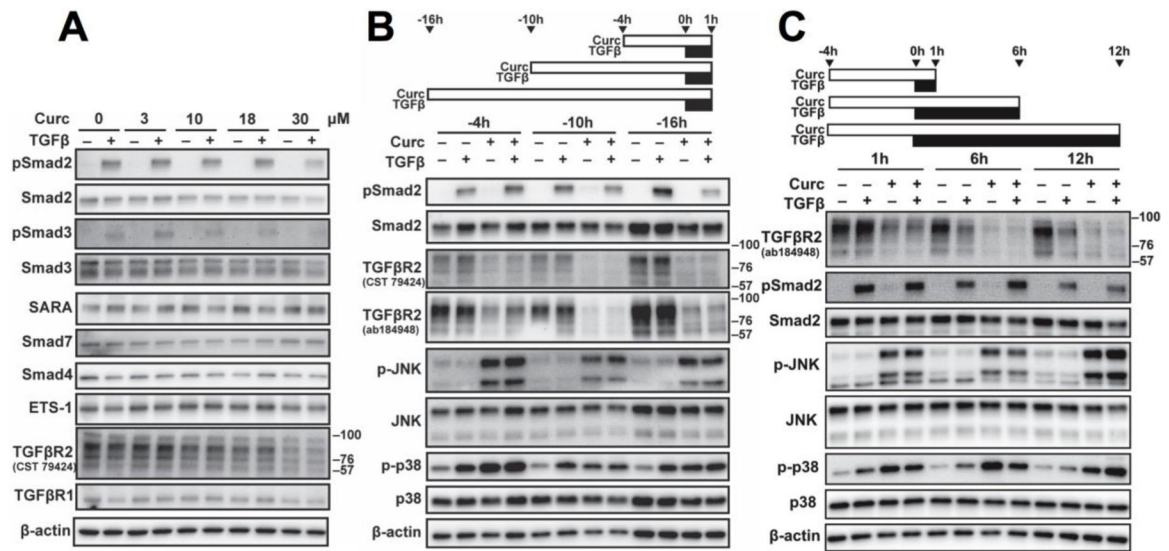 A
Curc 0 3 10 18 30 μM
TGFβ – + – + – + – + – +
pSmad2
Smad2
pSmad3
Smad3
SARA
Smad7
Smad4
ETS-1
TGFβR2
(CST 79424)
–100
–76
–57
TGFβR1
β-actin
B
-16h -10h -4h 0h 1h
Curc
TGFβ
Curc
TGFβ
Curc
TGFβ
-4h -10h -16h
Curc – – + + – – + + – – + +
TGFβ – + – + – + – + – + – +
pSmad2
Smad2
TGFβR2
(CST 79424)
–100
–76
–57
TGFβR2
(ab184948)
–100
–76
–57
p-JNK
JNK
p-p38
p38
β-actin
C
-4h 0h 1h 6h 12h
Curc
TGFβ
Curc
TGFβ
Curc
TGFβ
1h 6h 12h
Curc – – + + – – + + – – + +
TGFβ – + – + – + – + – + – +
TGFβR2
(ab184948)
–100
–76
–57
pSmad2
Smad2
p-JNK
JNK
p-p38
p38
β-actin